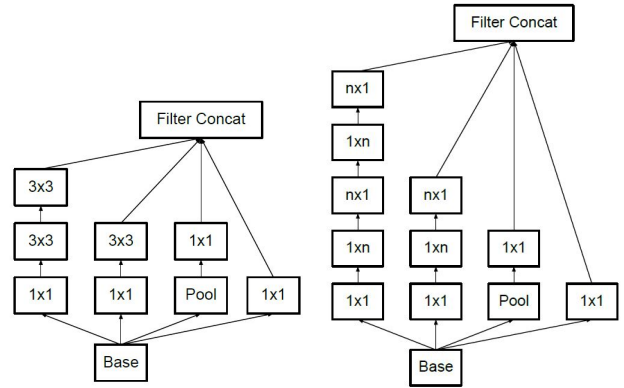 Filter Concat
3x3
3x3 3x3 1x1
1x1 1x1 Pool 1x1
Base
Filter Concat
nx1
1xn
nx1 nx1
1xn 1xn 1x1
1x1 1x1 Pool 1x1
Base